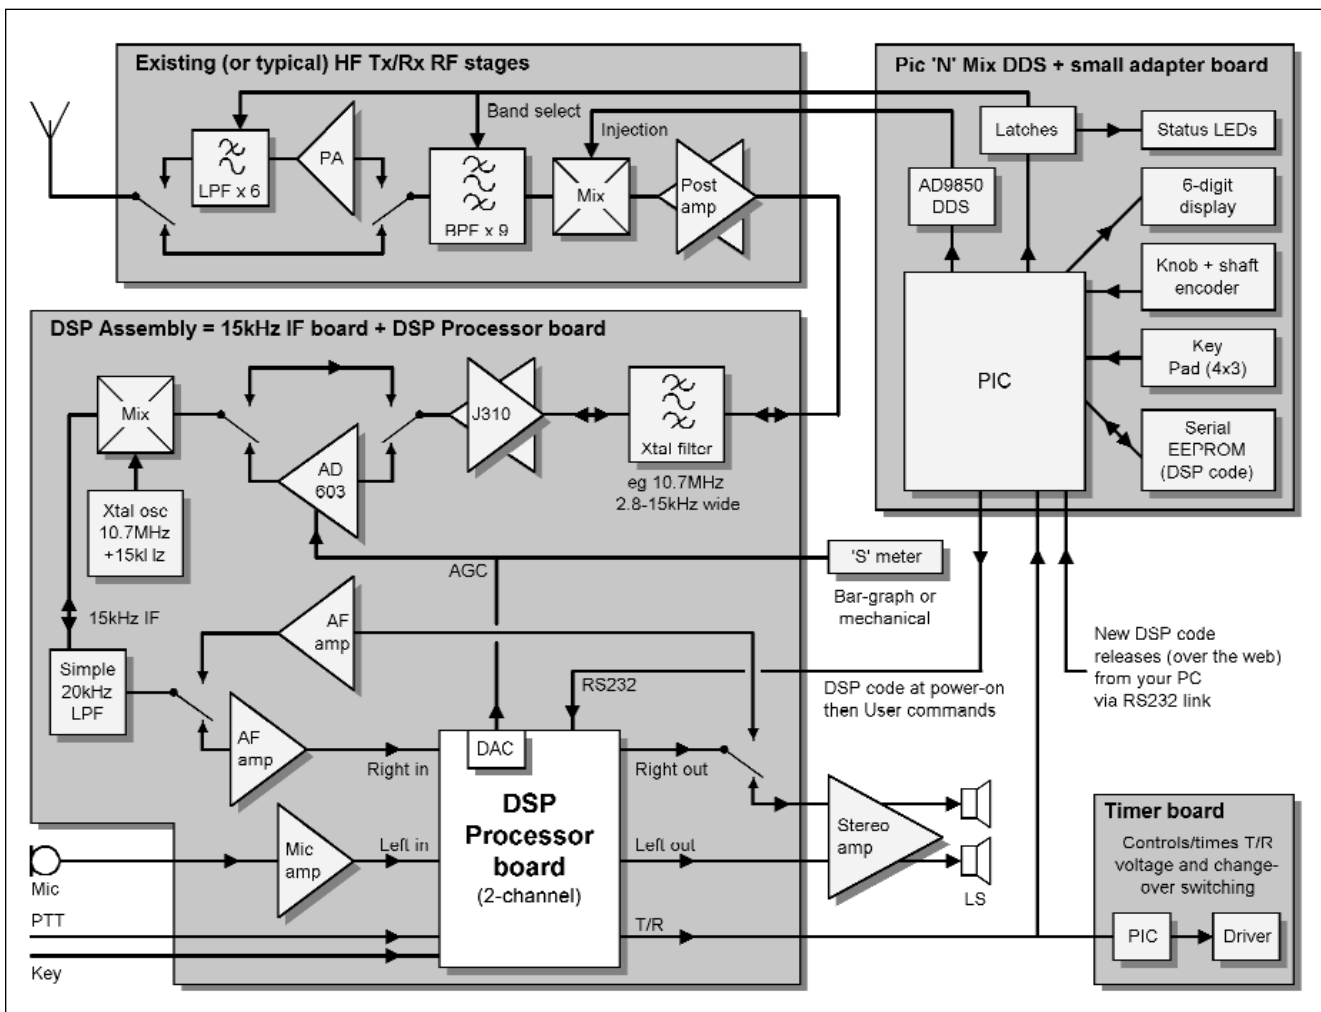 Existing (or typical) HF Tx/Rx RF stages
Band select
Injection
LPF x 6
PA
BPF x 9
Mix
Post
amp
Pic 'N' Mix DDS + small adapter board
Latches
Status LEDs
AD9850
DDS
6-digit
display
Knob + shaft
encoder
PIC
Key
Pad (4x3)
Serial
EEPROM
(DSP code)
DSP Assembly = 15kHz IF board + DSP Processor board
Mix
J310
Xtal filter
eg 10.7MHz
2.8-15kHz wide
AD
603
Xtal osc
10.7MHz
+15kHz
AGC
'S' meter
Bar-graph or
mechanical
15kHz IF
AF
amp
Simple
20kHz
LPF
RS232
DSP code at power-on
then User commands
New DSP code
releases (over the web)
from your PC
via RS232 link
AF
amp
Right in
DAC
Right out
DSP
Processor
board
(2-channel)
Mic
amp
Left in
Left out
Stereo
amp
LS
Mic
PTT
Key
T/R
Timer board
Controls/times T/R
voltage and change-
over switching
PIC
Driver